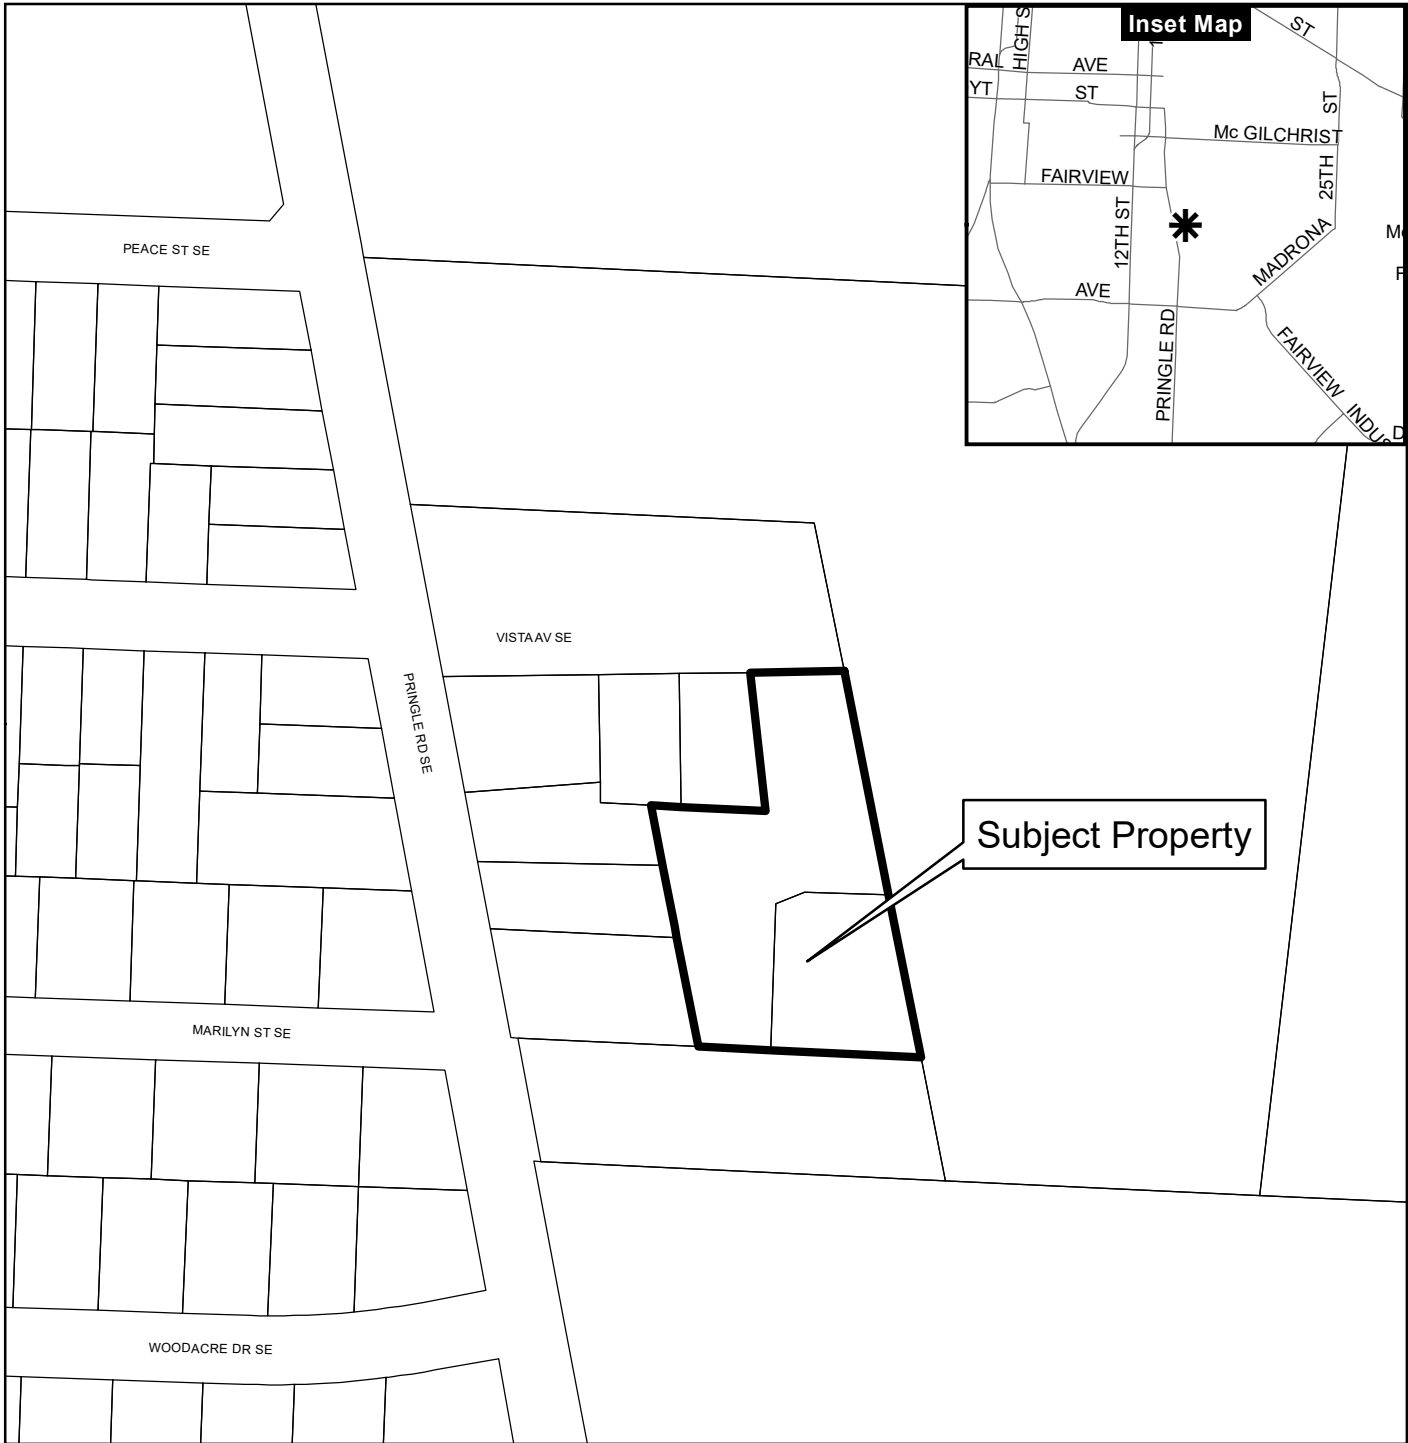 Inset Map
ST
HIGH S
RAL
AVE
YT
ST
ST
Mc GILCHRIST
FAIRVIEW
25TH
12TH ST
MADRONA
AVE
PRINGLE RD
FAIRVIEW
INDUS
D
PEACE ST SE
VISTA AV SE
PRINGLE RD SE
Subject Property
MARILYN ST SE
WOODACRE DR SE